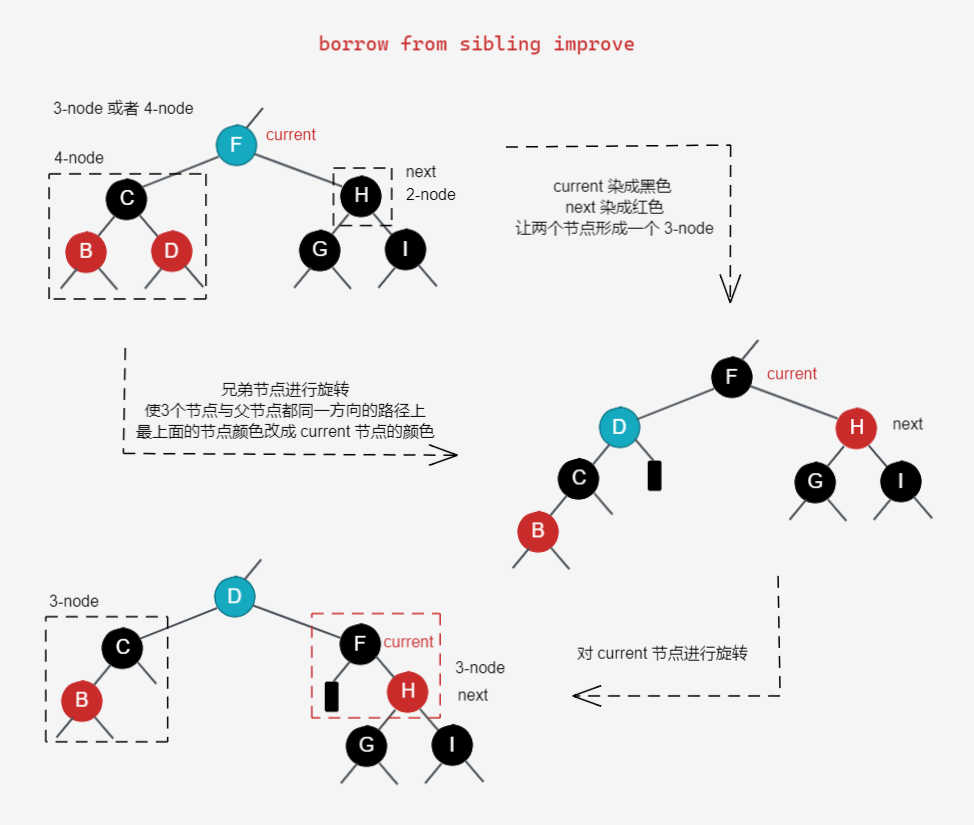 borrow from sibling improve
3-node 或者 4-node
F
current
4-node
C
next
H
2-node
B
D
G
I
current 染成黑色
next 染成红色
让两个节点形成一个 3-node
兄弟节点进行旋转
使3个节点与父节点都同一方向的路径上
最上面的节点颜色改成 current 节点的颜色
F
current
D
H
next
C
G
I
B
对 current 节点进行旋转
D
3-node
C
F
current
3-node
B
H
next
G
I